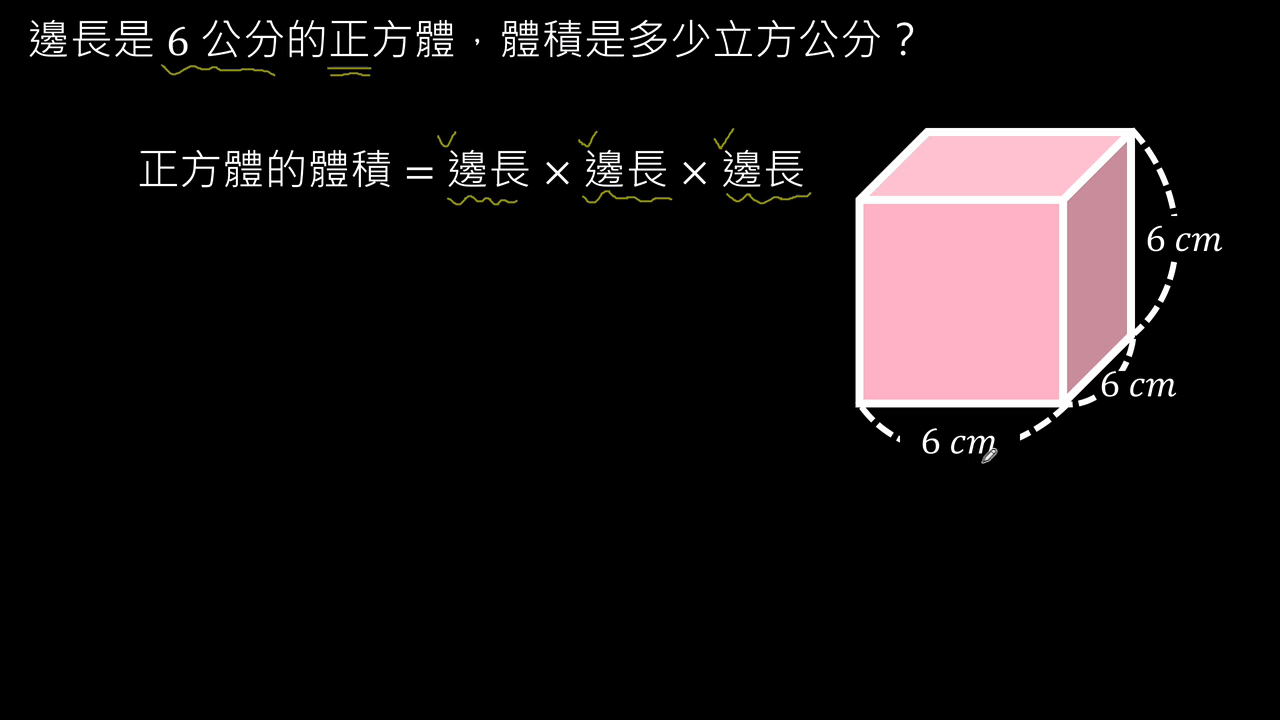 邊長是 6 公分的正方體，體積是多少立方公分？
正方體的體積 = 邊長 × 邊長 × 邊長
6 cm
6 cm
6 cm